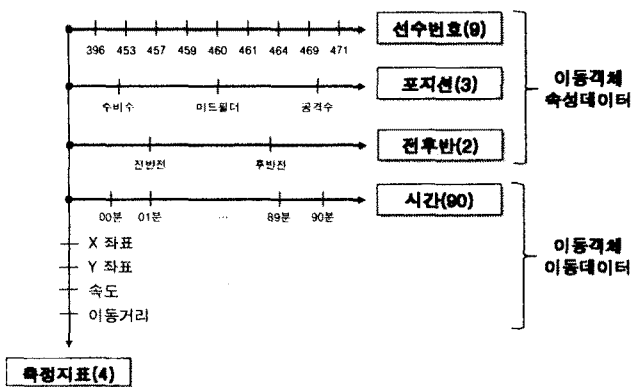 선수번호(9)
396 453 457 459 460 461 464 469 471
포지션(3)
수비수 미드필더 공격수
이동객체
속성데이터
전후반(2)
전반전 후반전
시간(90)
00분 01분 ... 89분 90분
X 좌표
Y 좌표
속도
이동거리
이동객체
이동데이터
측정지표(4)